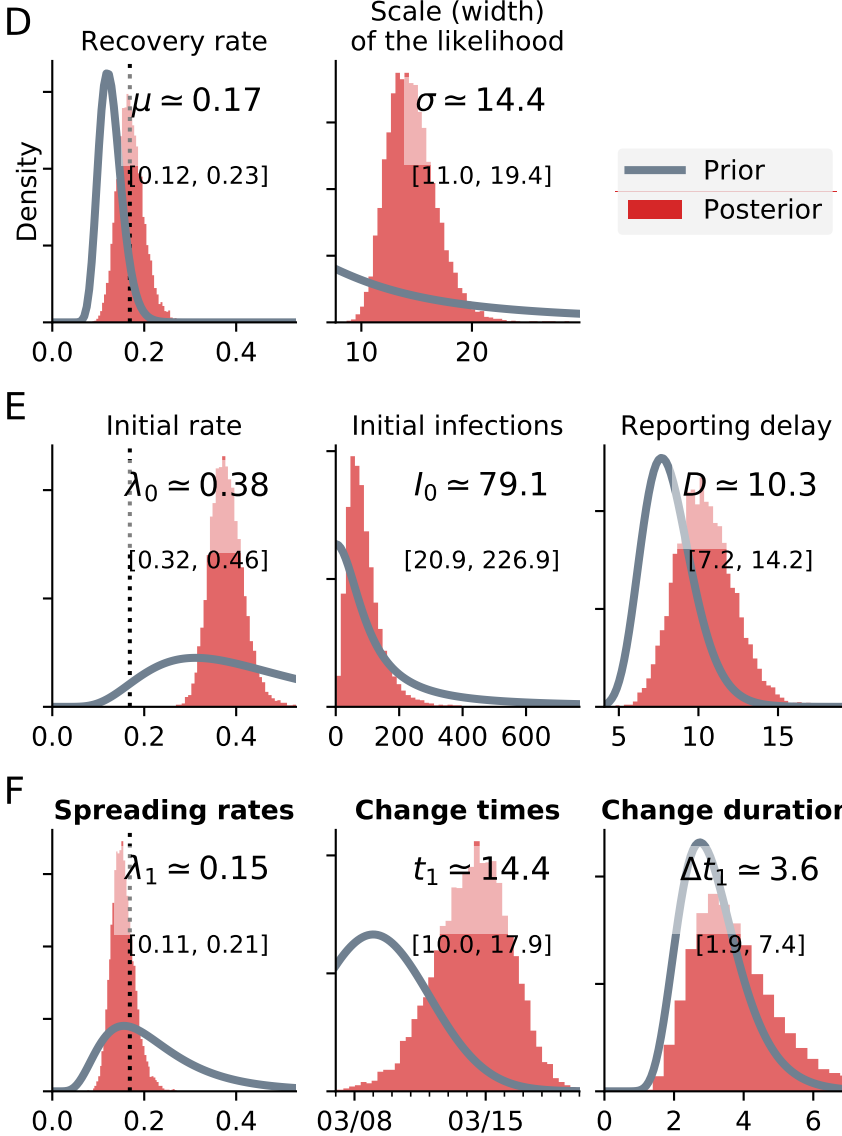 D
Recovery rate
Scale (width)
of the likelihood
μ ≃ 0.17
[0.12, 0.23]
σ ≃ 14.4
[11.0, 19.4]
Density
Prior
Posterior
0.0 0.2 0.4
10 20
E
Initial rate
Initial infections
Reporting delay
λ₀ ≃ 0.38
[0.32, 0.46]
I₀ ≃ 79.1
[20.9, 226.9]
D ≃ 10.3
[7.2, 14.2]
0.0 0.2 0.4
0 200 400 600
5 10 15
F
Spreading rates
Change times
Change duration
λ₁ ≃ 0.15
[0.11, 0.21]
t₁ ≃ 14.4
[10.0, 17.9]
Δt₁ ≃ 3.6
[1.9, 7.4]
0.0 0.2 0.4
03/08 03/15
0 2 4 6